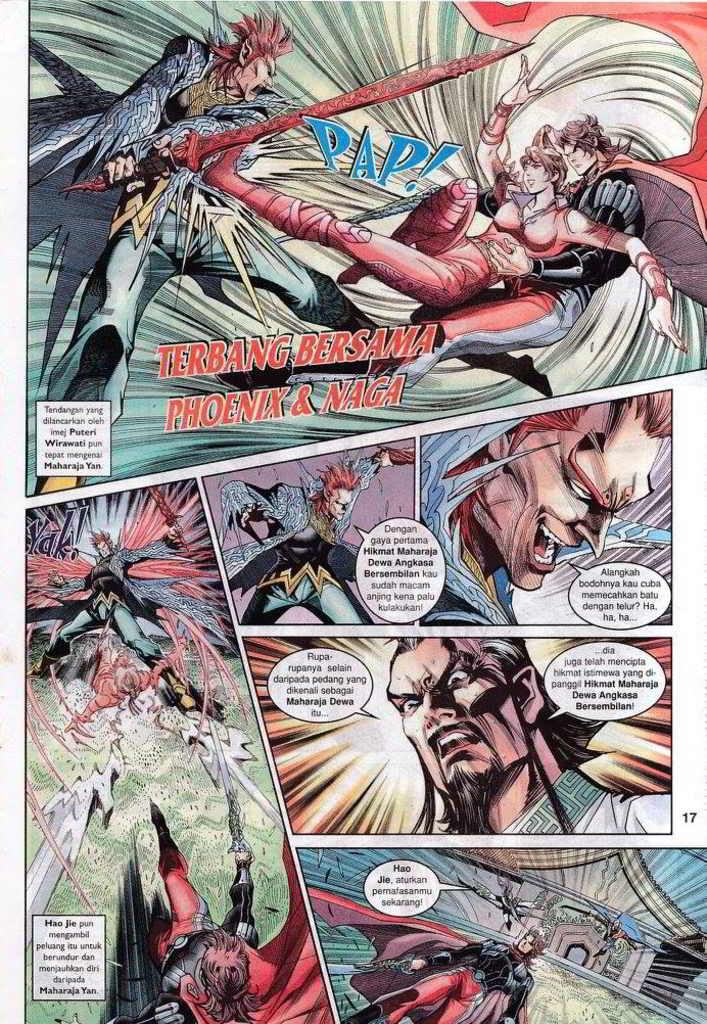 PAP!
TERBANG BERSAMA
PHOENIX & NAGA
Tendangan yang
dilancarkan oleh
imej Puteri
Wirawati pun
tepat mengenai
Maharaja Yan.
Yak!
Dengan
gaya pertama
Hikmat Maharaja
Dewa Angkasa
Bersembilan kau
sudah macam
anjing kena palu
kulakukan!
Alangkah
bodohnya kau cuba
memecahkan batu
dengan telur? Ha,
ha, ha...
Rupa-
rupanya selain
daripada pedang yang
dikenali sebagai
Maharaja Dewa
itu...
...dia
juga telah mencipta
hikmat istimewa yang di-
panggil Hikmat Maharaja
Dewa Angkasa
Bersembilan!
17
Hao Jie pun
mengambil
peluang itu untuk
berundur dan
menjauhkan diri
daripada
Maharaja Yan.
Hao
Jie, aturkan
pernafasanmu
sekarang!